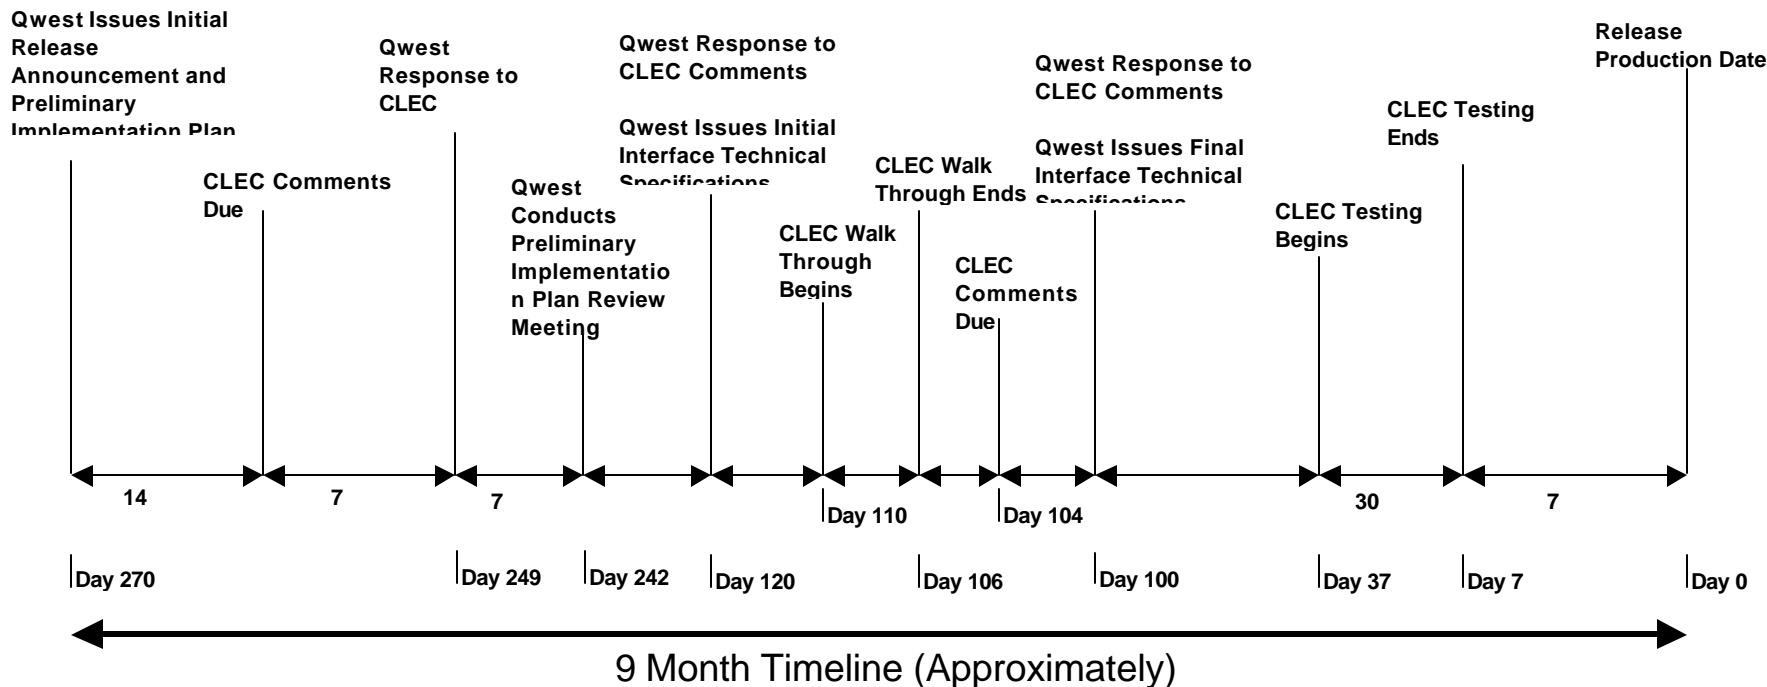 Qwest Issues Initial
Release
Announcement and
Preliminary
Implementation Plan
CLEC Comments
Due
Qwest
Response to
CLEC
Qwest
Conducts
Preliminary
Implementatio
n Plan Review
Meeting
Qwest Response to
CLEC Comments
Qwest Issues Initial
Interface Technical
Specifications
CLEC Walk
Through
Begins
CLEC Walk
Through Ends
CLEC
Comments
Due
Qwest Response to
CLEC Comments
Qwest Issues Final
Interface Technical
Specifications
CLEC Testing
Begins
CLEC Testing
Ends
Release
Production Date
14
7
7
30
7
Day 110
Day 104
Day 270
Day 249
Day 242
Day 120
Day 106
Day 100
Day 37
Day 7
Day 0
9 Month Timeline (Approximately)